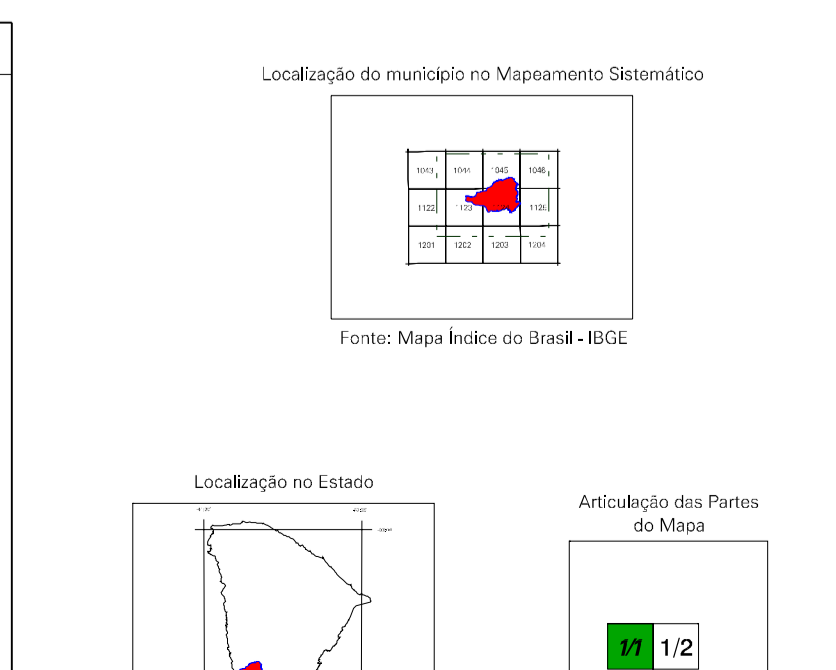 Localização do município no Mapeamento Sistemático
1043 1044 1045 1046
1122 1123 1125
1201 1202 1203 1204
Fonte: Mapa Índice do Brasil - IBGE
Localização no Estado
Articulação das Partes
do Mapa
1/1 1/2